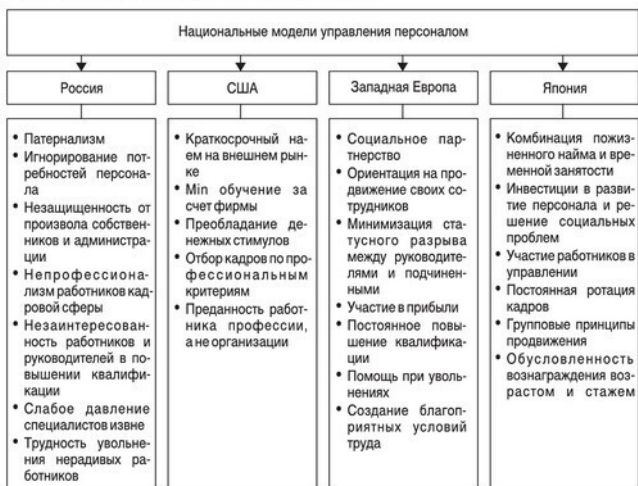 Национальные модели управления персоналом
Россия
• Патернализм
• Игнорирование пот-
ребностей персона-
ла
• Незащищенность от
произвола собствен-
ников и администра-
ции
• Непрофессиона-
лизм работников кад-
ровой сферы
• Незаинтересован-
ность работников и
руководителей в по-
вышении квалифи-
кации
• Слабое давление
специалистов извне
• Трудность увольне-
ния нерадивых ра-
ботников
США
• Краткосрочный на-
ем на внешнем рын-
ке
• Min обучение за
счет фирмы
• Преобладание де-
нежных стимулов
• Отбор кадров по про-
фессиональным
критериям
• Преданность работ-
ника профессии,
а не организации
Западная Европа
• Социальное парт-
нерство
• Ориентация на про-
движение своих со-
трудников
• Минимизация ста-
тусного разрыва
между руководите-
лями и подчинен-
ными
• Участие в прибыли
• Постоянное повы-
шение квалифика-
ции
• Помощь при уволь-
нениях
• Создание благоп-
риятных условий
труда
Япония
• Комбинация пожиз-
ненного найма и вре-
менной занятости
• Инвестиции в разви-
тие персонала и ре-
шение социальных
проблем
• Участие работников в
управлении
• Постоянная ротация
кадров
• Групповые принципы
продвижения
• Обусловленность
вознаграждения воз-
растом и стажем